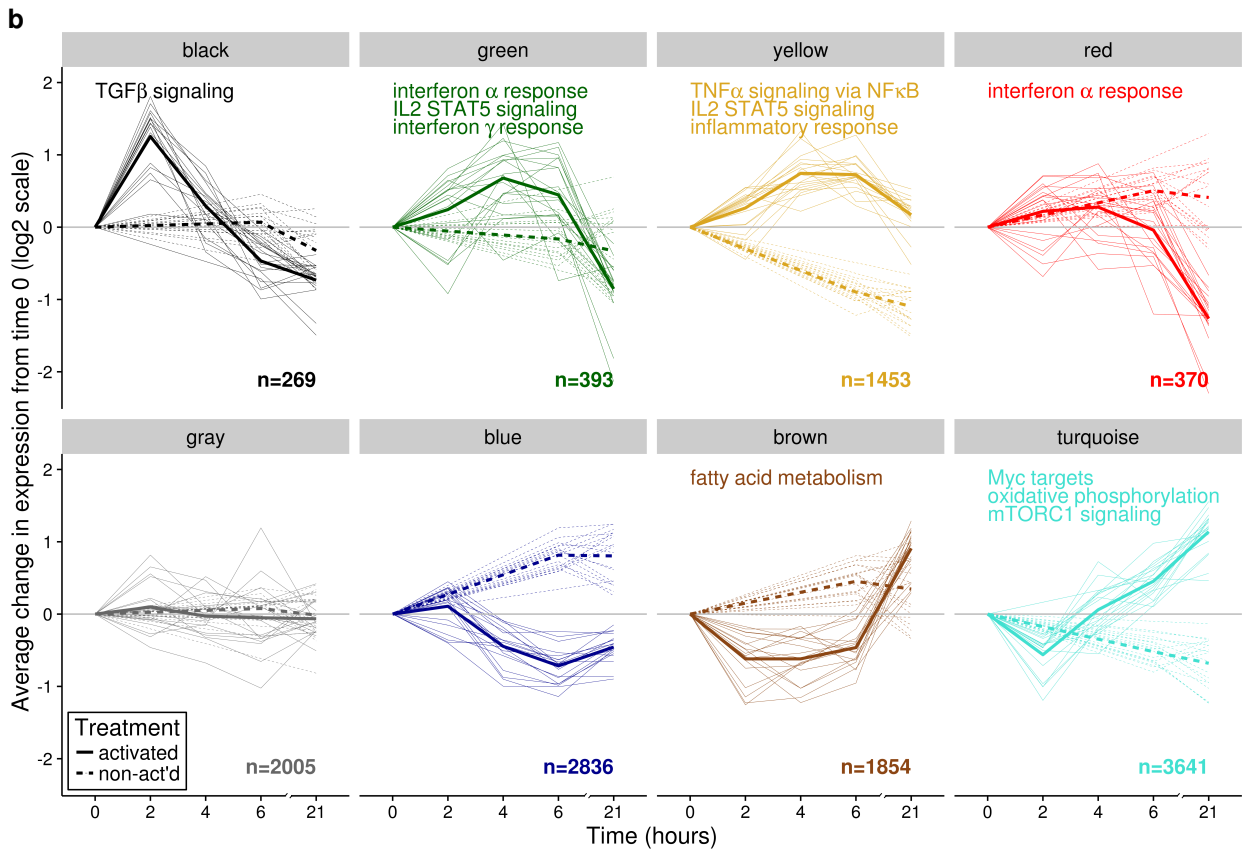 b
black
green
yellow
red
TGFβ signaling
interferon α response
IL2 STAT5 signaling
interferon γ response
TNFα signaling via NFκB
IL2 STAT5 signaling
inflammatory response
interferon α response
2
1
0
-1
-2
n=269
n=393
n=1453
n=370
Average change in expression from time 0 (log2 scale)
gray
blue
brown
turquoise
fatty acid metabolism
Myc targets
oxidative phosphorylation
mTORC1 signaling
2
1
0
-1
-2
Treatment
activated
non-act'd
n=2005
n=2836
n=1854
n=3641
0 2 4 6 21
0 2 4 6 21
0 2 4 6 21
0 2 4 6 21
Time (hours)